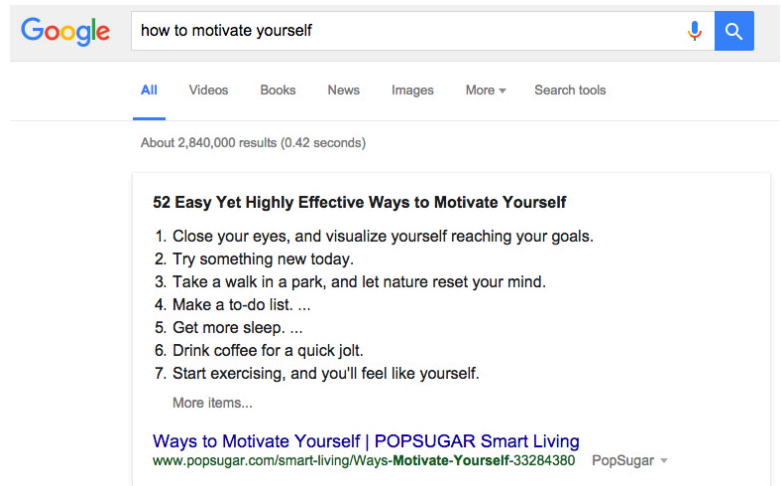 Google how to motivate yourself
All Videos Books News Images More Search tools
About 2,840,000 results (0.42 seconds)
52 Easy Yet Highly Effective Ways to Motivate Yourself
1. Close your eyes, and visualize yourself reaching your goals.
2. Try something new today.
3. Take a walk in a park, and let nature reset your mind.
4. Make a to-do list. ...
5. Get more sleep. ...
6. Drink coffee for a quick jolt.
7. Start exercising, and you'll feel like yourself.
More items...
Ways to Motivate Yourself | POPSUGAR Smart Living
www.popsugar.com/smart-living/Ways-Motivate-Yourself-33284380 PopSugar